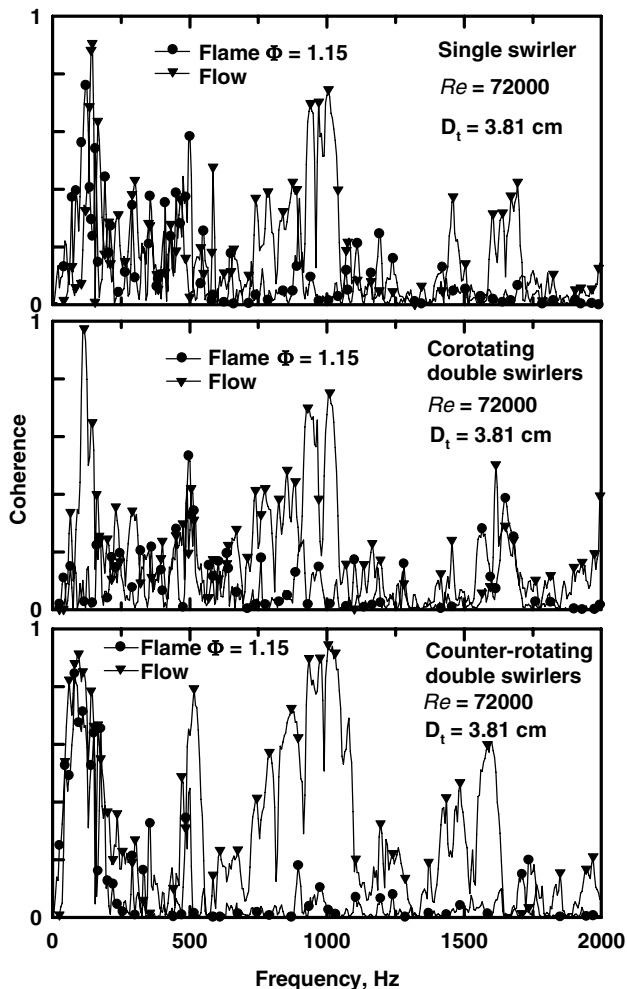 1
Flame Φ = 1.15
Flow
Single swirler
Re = 72000
Dt = 3.81 cm
0
1
Flame Φ = 1.15
Flow
Corotating
double swirlers
Re = 72000
Dt = 3.81 cm
Coherence
0
1
Flame Φ = 1.15
Flow
Counter-rotating
double swirlers
Re = 72000
Dt = 3.81 cm
0
0 500 1000 1500 2000
Frequency, Hz